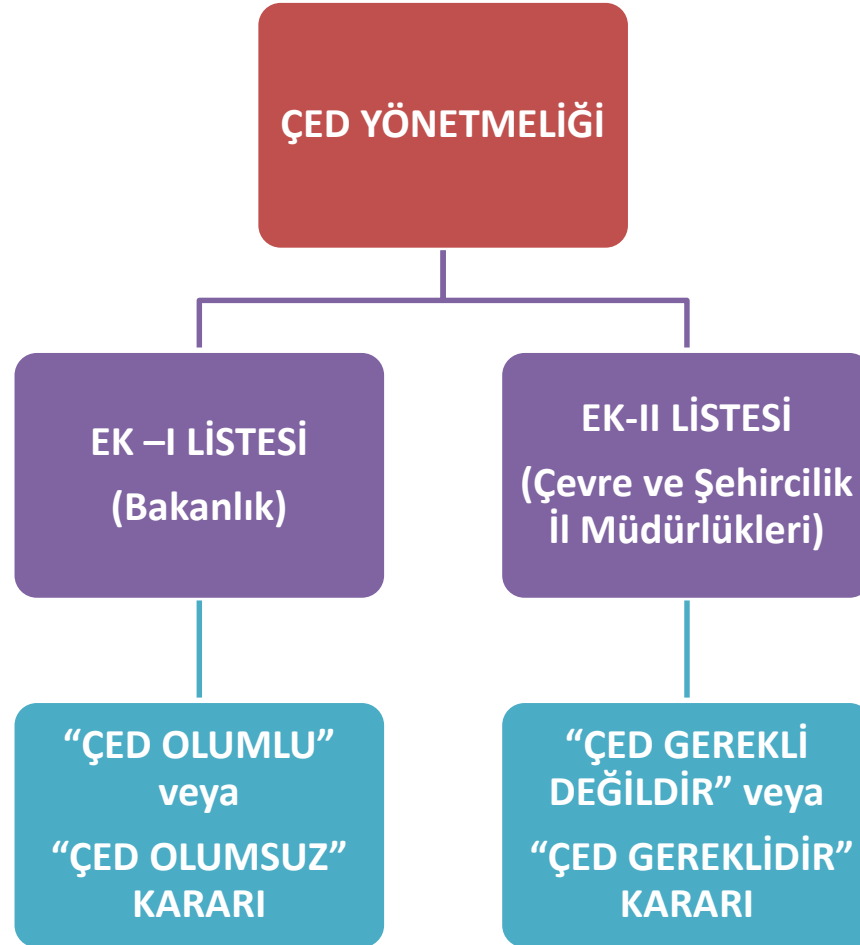 ÇED YÖNETMELİĞİ
EK –I LİSTESİ
(Bakanlık)
EK-II LİSTESİ
(Çevre ve Şehircilik
İl Müdürlükleri)
“ÇED OLUMLU”
veya
“ÇED OLUMSUZ”
KARARI
“ÇED GEREKLİ
DEĞİLDİR” veya
“ÇED GEREKLİDİR”
KARARI